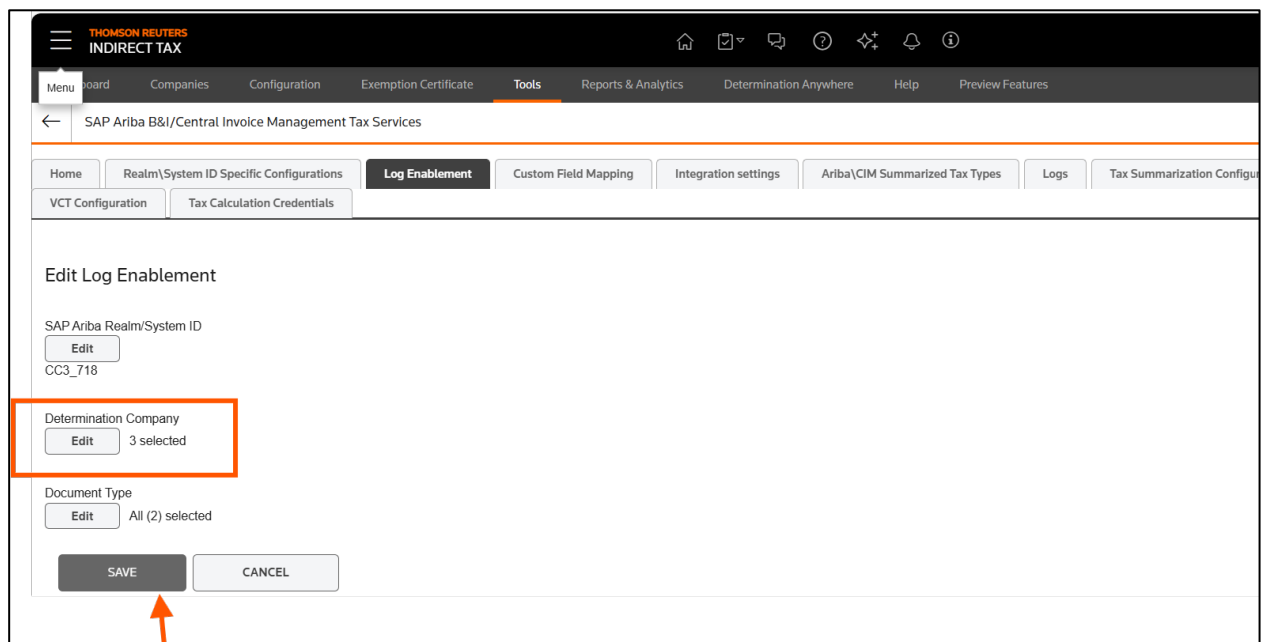 THOMSON REUTERS
INDIRECT TAX
Menu board Companies Configuration Exemption Certificate Tools Reports & Analytics Determination Anywhere Help Preview Features
SAP Ariba B&I/Central Invoice Management Tax Services
Home Realm\System ID Specific Configurations Log Enablement Custom Field Mapping Integration settings Ariba\CIM Summarized Tax Types Logs Tax Summarization Configur
VCT Configuration Tax Calculation Credentials
Edit Log Enablement
SAP Ariba Realm/System ID
Edit
CC3_718
Determination Company
Edit 3 selected
Document Type
Edit All (2) selected
SAVE CANCEL